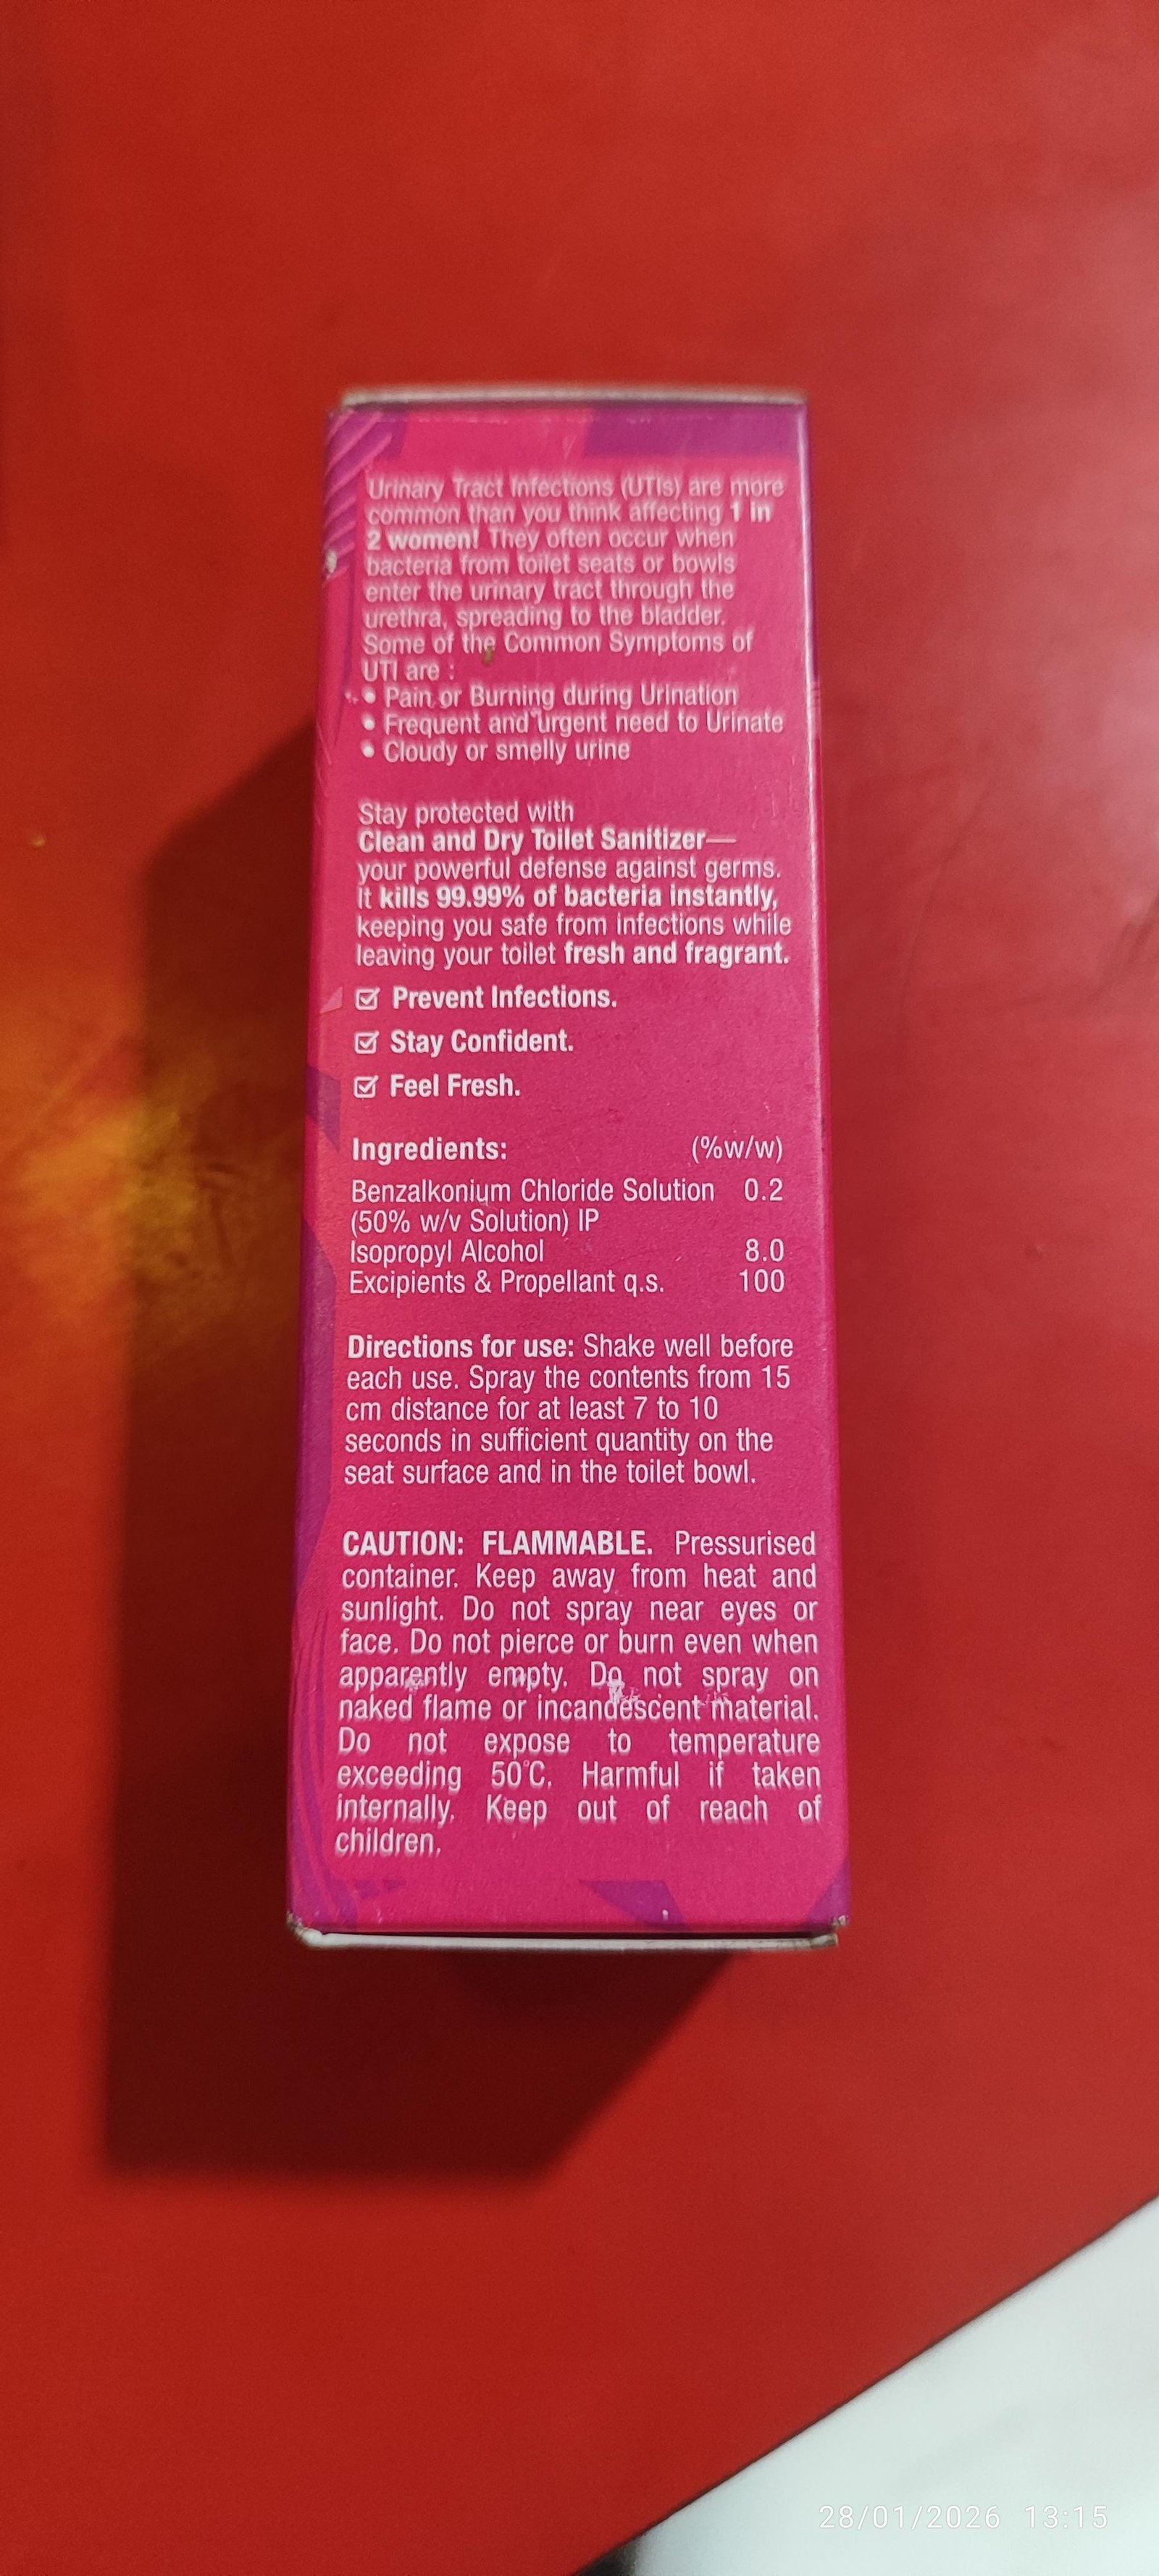 Urinary Tract Infections (UTIs) are more
common than you think affecting 1 in
2 women! They often occur when
bacteria from toilet seats or bowls
enter the urinary tract through the
urethra, spreading to the bladder.
Some of the Common Symptoms of
UTI are :
• Pain or Burning during Urination
• Frequent and urgent need to Urinate
• Cloudy or smelly urine
Stay protected with
Clean and Dry Toilet Sanitizer—
your powerful defense against germs.
It kills 99.99% of bacteria instantly,
keeping you safe from infections while
leaving your toilet fresh and fragrant.
☑ Prevent Infections.
☑ Stay Confident.
☑ Feel Fresh.
Ingredients: (%w/w)
Benzalkonium Chloride Solution 0.2
(50% w/v Solution) IP
Isopropyl Alcohol 8.0
Excipients & Propellant q.s. 100
Directions for use: Shake well before
each use. Spray the contents from 15
cm distance for at least 7 to 10
seconds in sufficient quantity on the
seat surface and in the toilet bowl.
CAUTION: FLAMMABLE. Pressurised
container. Keep away from heat and
sunlight. Do not spray near eyes or
face. Do not pierce or burn even when
apparently empty. Do not spray on
naked flame or incandescent material.
Do not expose to temperature
exceeding 50°C. Harmful if taken
internally. Keep out of reach of
children.
28/01/2026 13:15